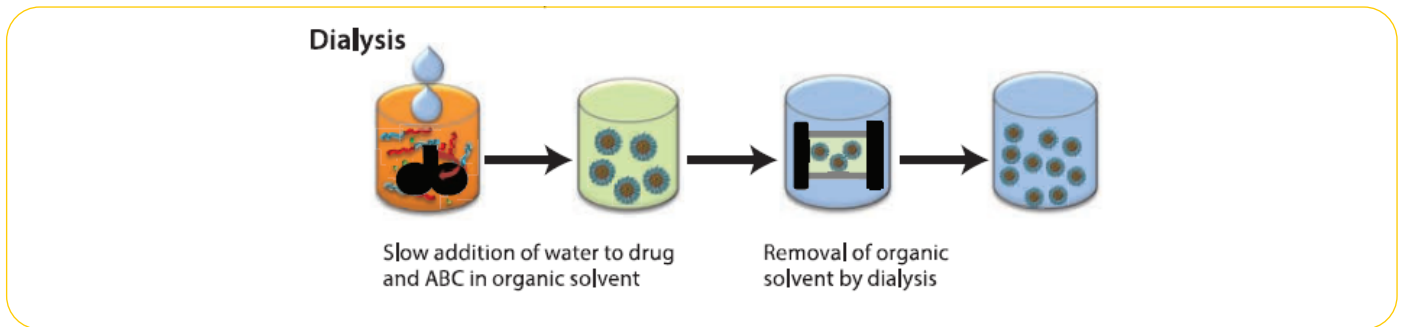 Dialysis
Slow addition of water to drug
and ABC in organic solvent
Removal of organic
solvent by dialysis